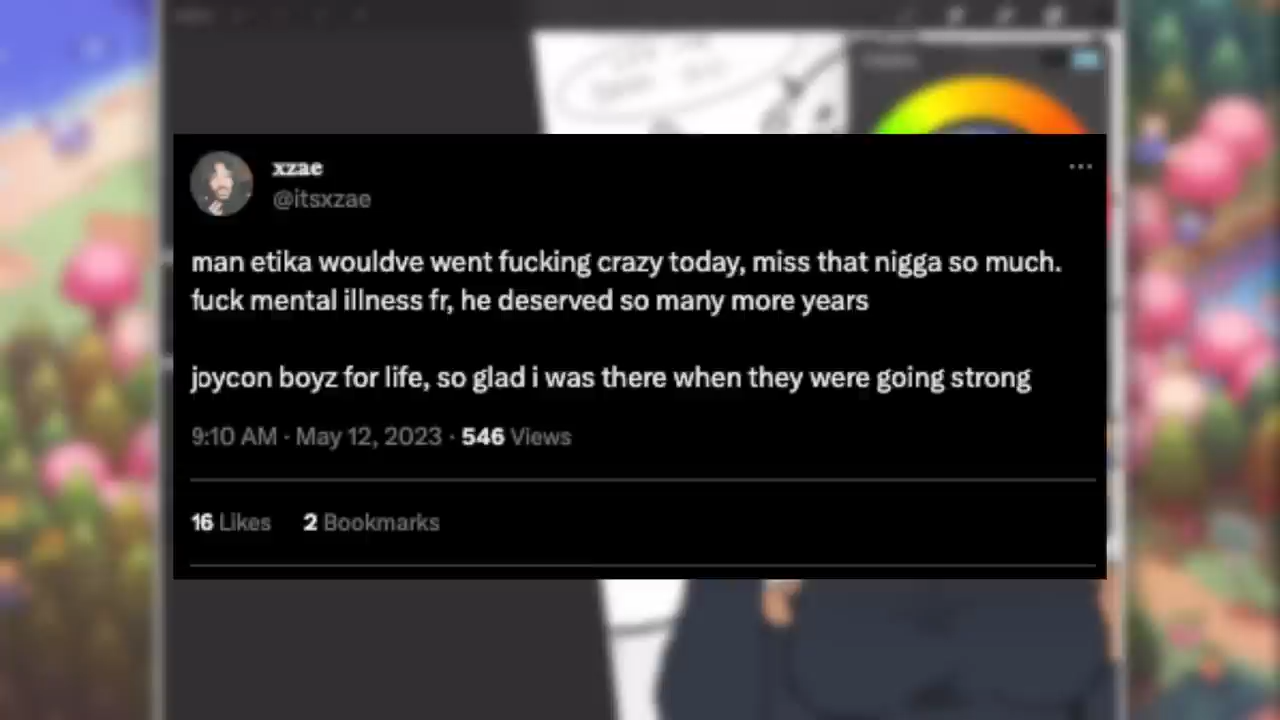 xzae
@itsxzae
man etika wouldve went fucking crazy today, miss that nigga so much.
fuck mental illness fr, he deserved so many more years
joycon boyz for life, so glad i was there when they were going strong
9:10 AM · May 12, 2023 · 546 Views
16 Likes 2 Bookmarks